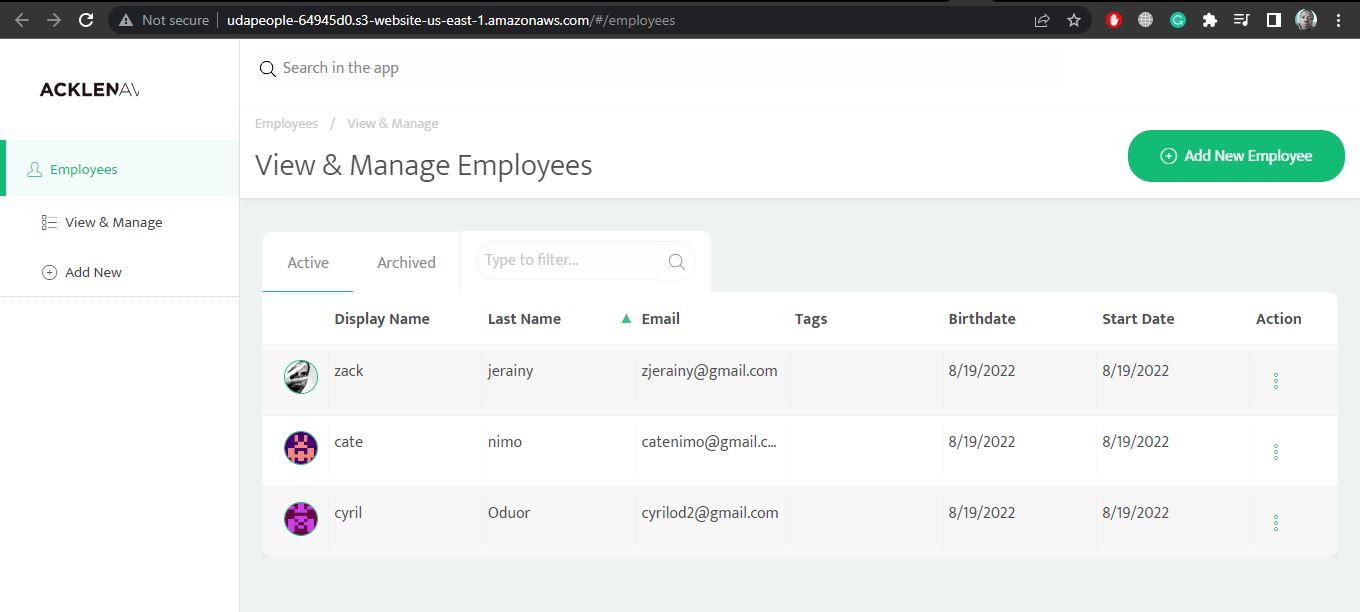 Not secure udapeople-64945d0.s3-website-us-east-1.amazonaws.com/#/employees
ACKLENAV
Search in the app
Employees / View & Manage
View & Manage Employees
Add New Employee
Employees
View & Manage
Add New
Active Archived Type to filter...
Display Name Last Name Email Tags Birthdate Start Date Action
zack jerainy zjerainy@gmail.com 8/19/2022 8/19/2022
cate nimo catenimo@gmail.c... 8/19/2022 8/19/2022
cyril Oduor cyrilod2@gmail.com 8/19/2022 8/19/2022